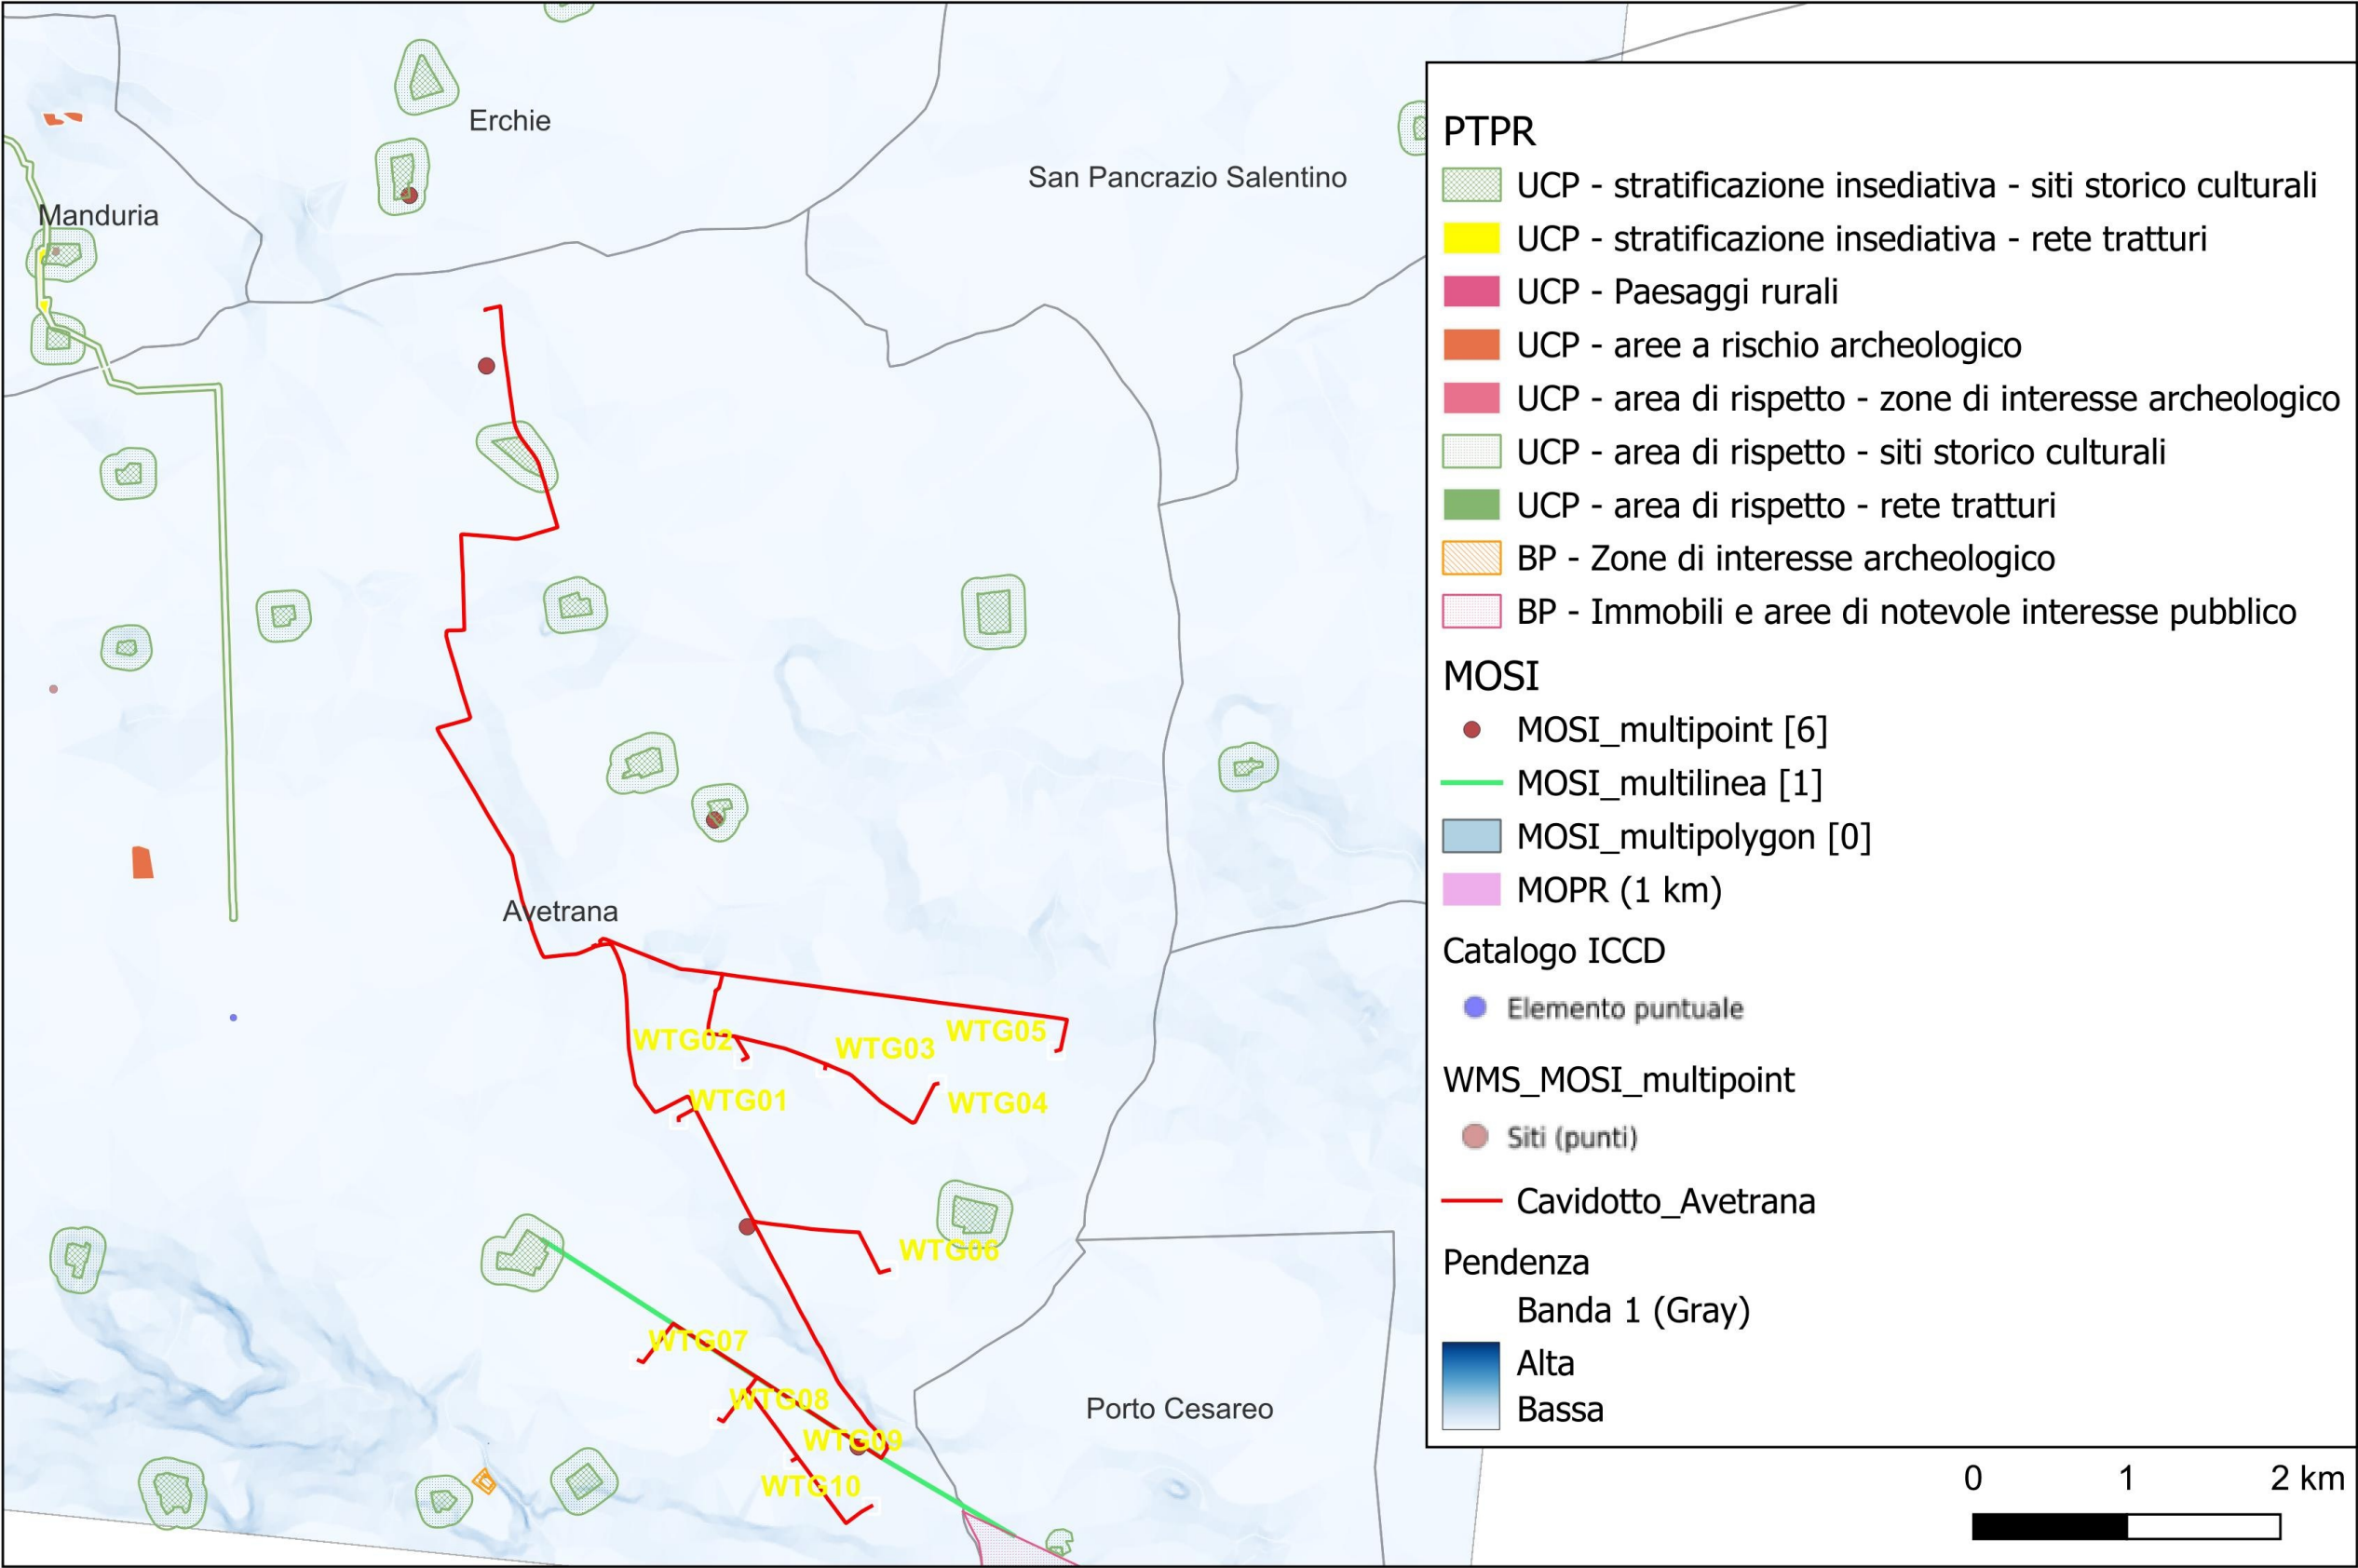 Erchie
San Pancrazio Salentino
Manduria
Avetrana
WTG02
WTG03
WTG05
WTG01
WTG04
WTG06
WTG07
WTG08
WTG09
WTG10
Porto Cesareo
PTPR
UCP - stratificazione insediativa - siti storico culturali
UCP - stratificazione insediativa - rete tratturi
UCP - Paesaggi rurali
UCP - aree a rischio archeologico
UCP - area di rispetto - zone di interesse archeologico
UCP - area di rispetto - siti storico culturali
UCP - area di rispetto - rete tratturi
BP - Zone di interesse archeologico
BP - Immobili e aree di notevole interesse pubblico
MOSI
MOSI_multipoint [6]
MOSI_multilinea [1]
MOSI_multipolygon [0]
MOPR (1 km)
Catalogo ICCD
Elemento puntuale
WMS_MOSI_multipoint
Siti (punti)
Cavidotto_Avetrana
Pendenza
Banda 1 (Gray)
Alta
Bassa
0 1 2 km